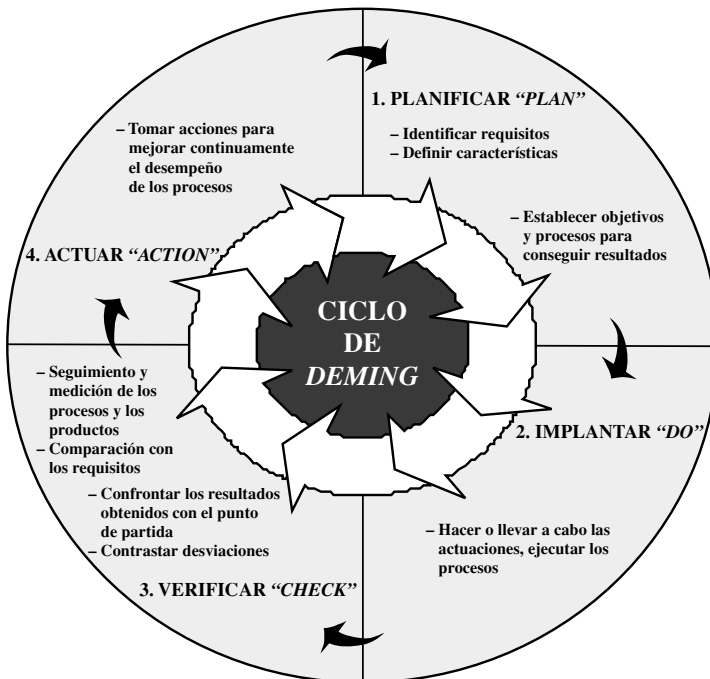 1. PLANIFICAR “PLAN”
– Identificar requisitos
– Definir características
– Establecer objetivos
y procesos para
conseguir resultados
2. IMPLANTAR “DO”
– Hacer o llevar a cabo las
actuaciones, ejecutar los
procesos
3. VERIFICAR “CHECK”
– Seguimiento y
medición de los
procesos y los
productos
– Comparación con
los requisitos
– Confrontar los resultados
obtenidos con el punto
de partida
– Contrastar desviaciones
4. ACTUAR “ACTION”
– Tomar acciones para
mejorar continuamente
el desempeño
de los procesos
CICLO
DE
DEMING